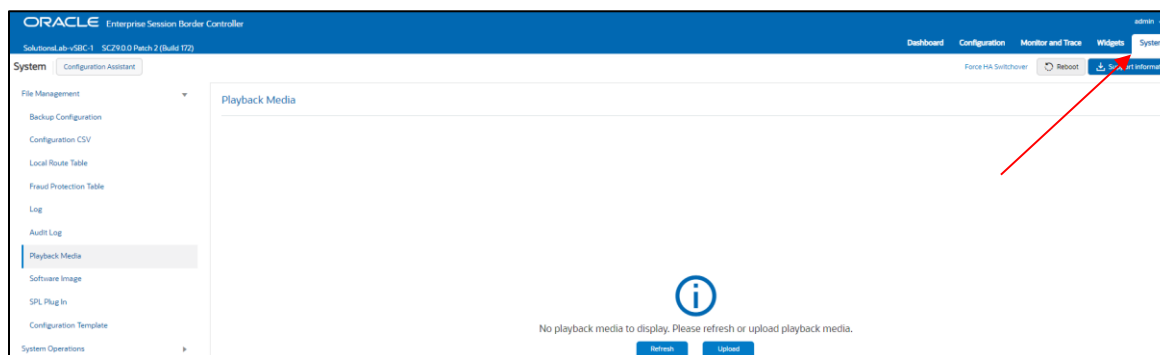 ORACLE Enterprise Session Border Controller
admin
SolutionsLab-vSBC-1 SCZ9.0.0 Patch 2 (Build 172)
Dashboard Configuration Monitor and Trace Widgets System
System Configuration Assistant
Force HA Switchover Reboot Support Informat
File Management
Playback Media
Backup Configuration
Configuration CSV
Local Route Table
Fraud Protection Table
Log
Audit Log
Playback Media
Software Image
SPL Plug In
Configuration Template
System Operations
No playback media to display. Please refresh or upload playback media.
Refresh Upload